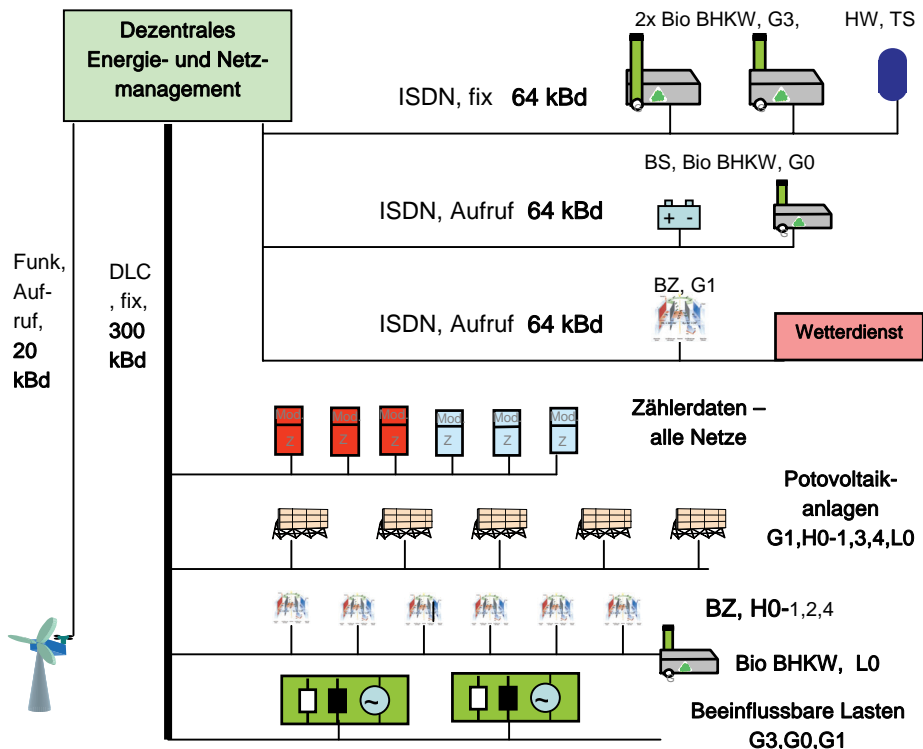 Dezentrales
Energie- und Netz-
management
2x Bio BHKW, G3,
HW, TS
ISDN, fix 64 kBd
BS, Bio BHKW, G0
ISDN, Aufruf 64 kBd
+ -
BZ, G1
ISDN, Aufruf 64 kBd
Wetterdienst
Funk,
Auf-
ruf,
20
kBd
DLC
, fix,
300
kBd
Mod.
Z
Mod.
Z
Mod.
Z
Mod.
Z
Mod.
Z
Mod.
Z
Zählerdaten –
alle Netze
Potovoltaik-
anlagen
G1,H0-1,3,4,L0
BZ, H0-1,2,4
Bio BHKW, L0
~
~
Beeinflussbare Lasten
G3,G0,G1